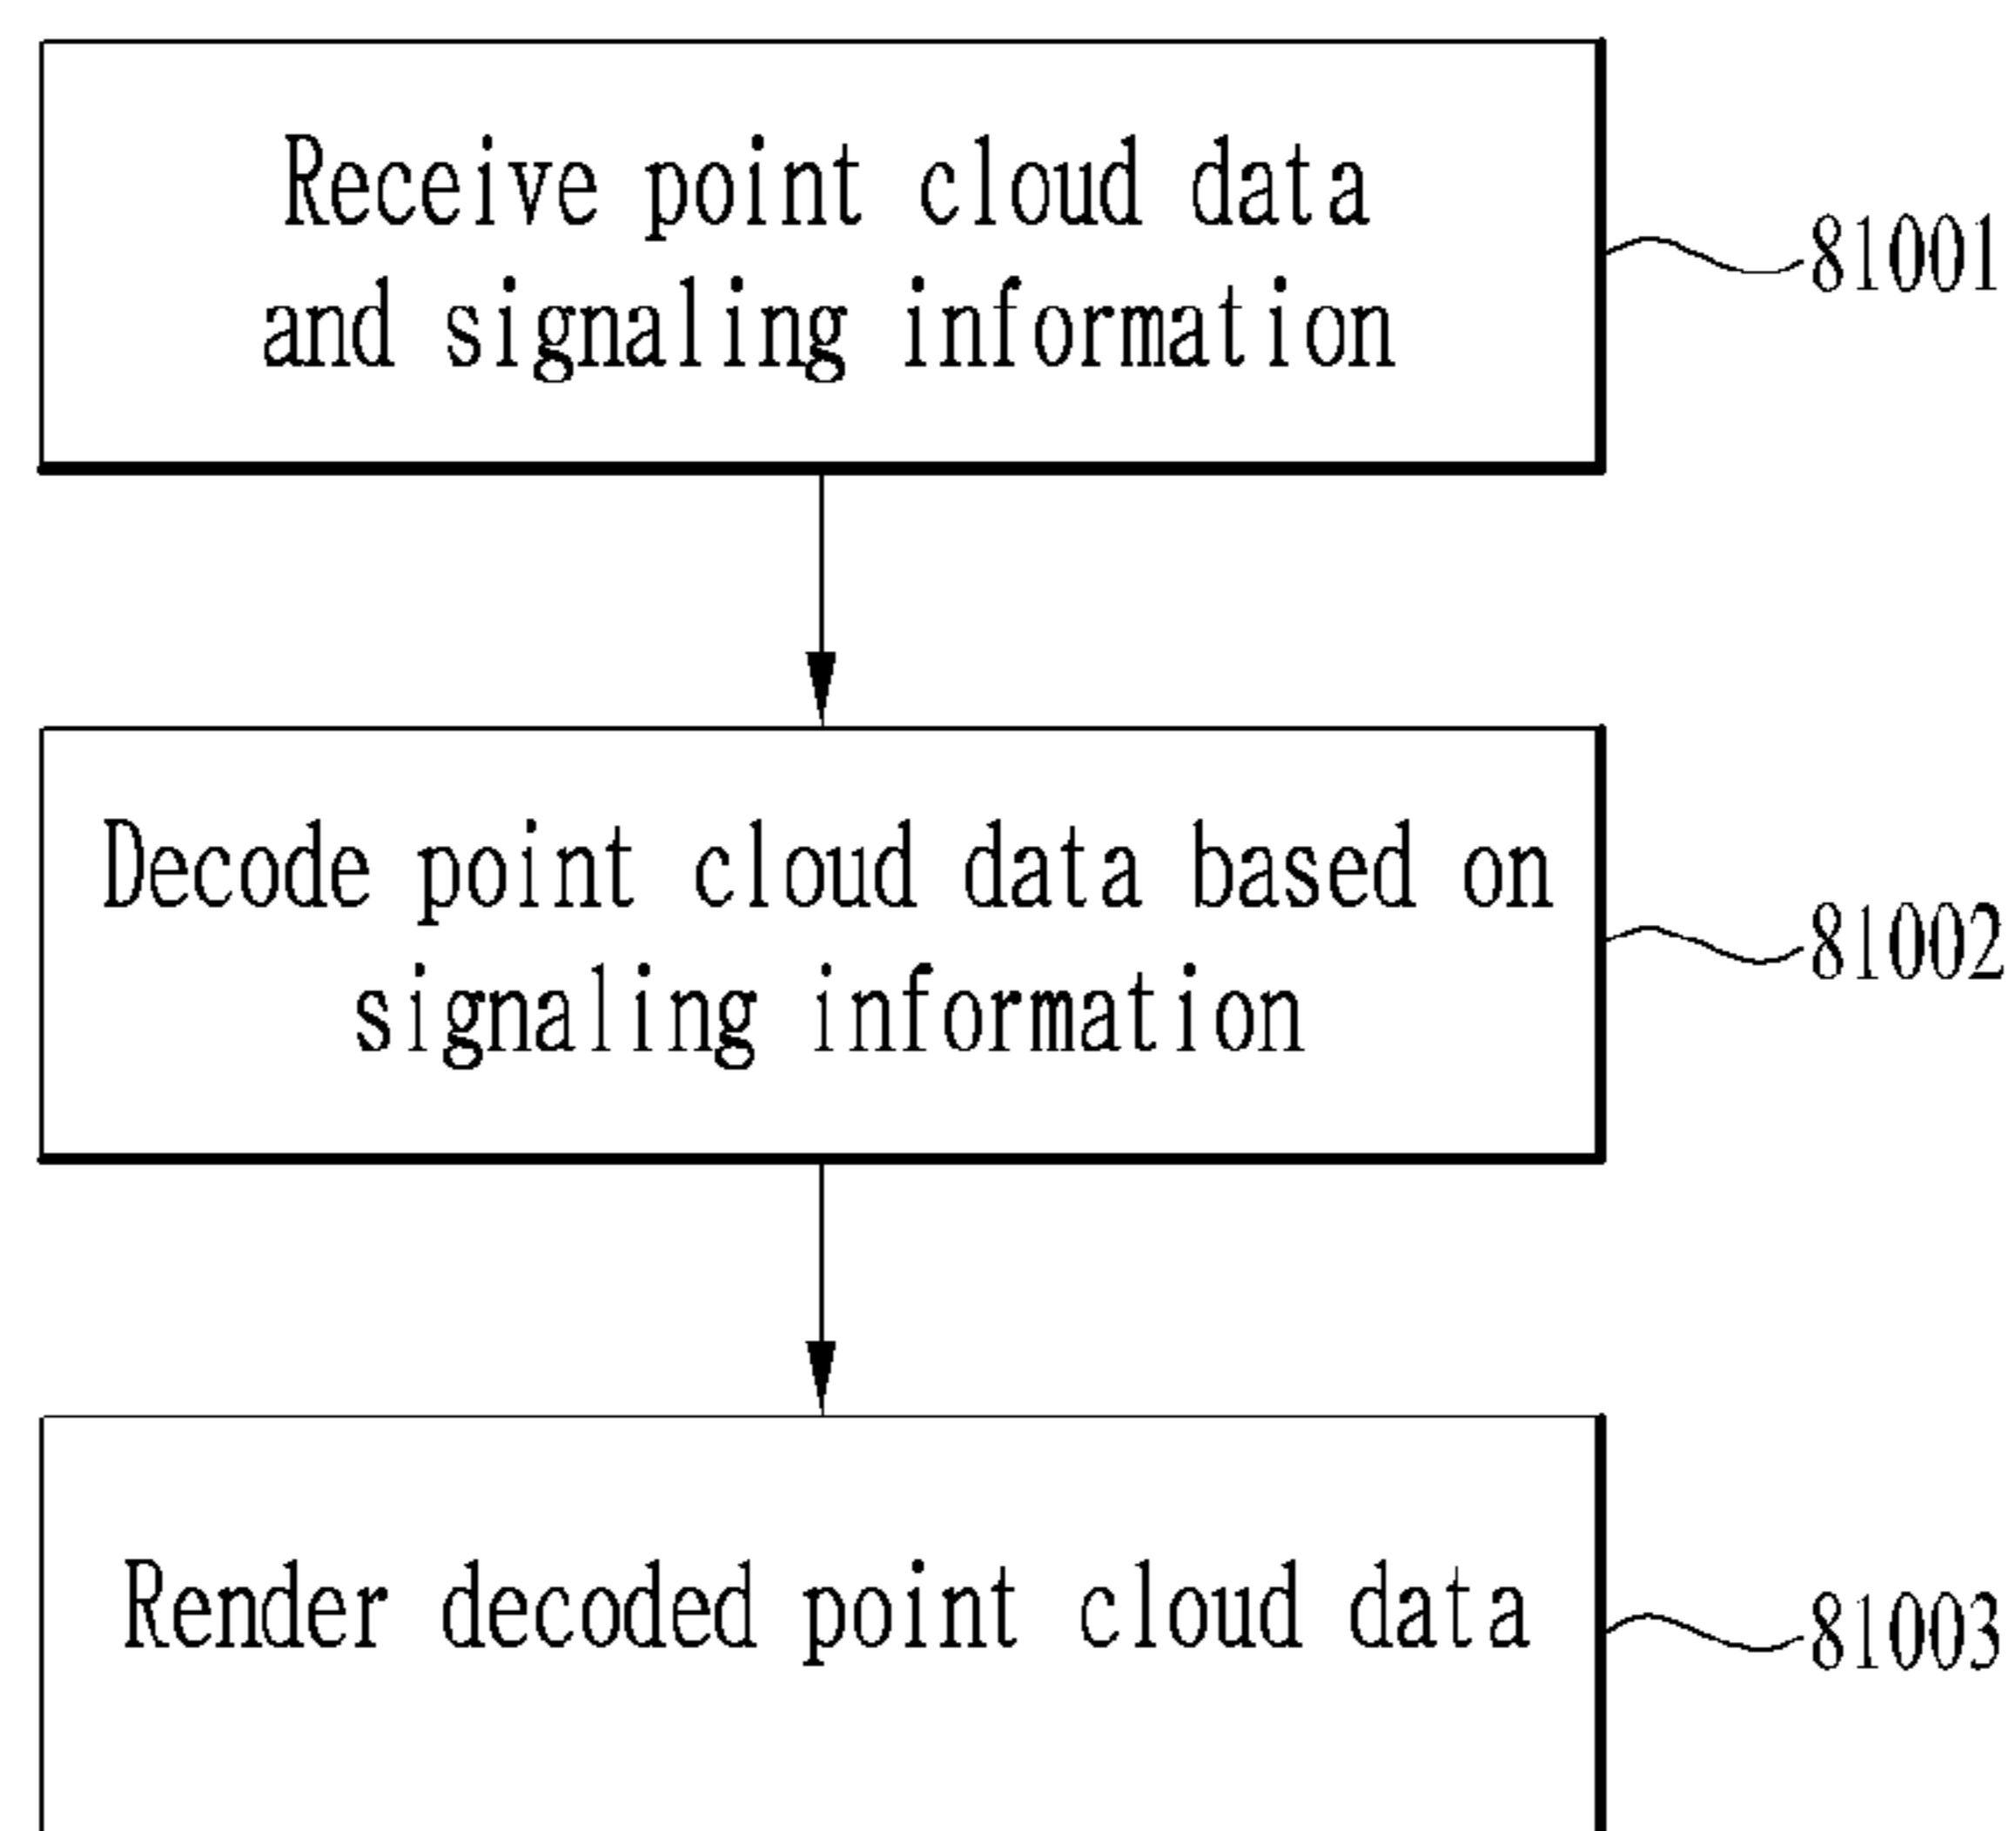 Receive point cloud data
and signaling information
81001
Decode point cloud data based on
signaling information
81002
Render decoded point cloud data
81003